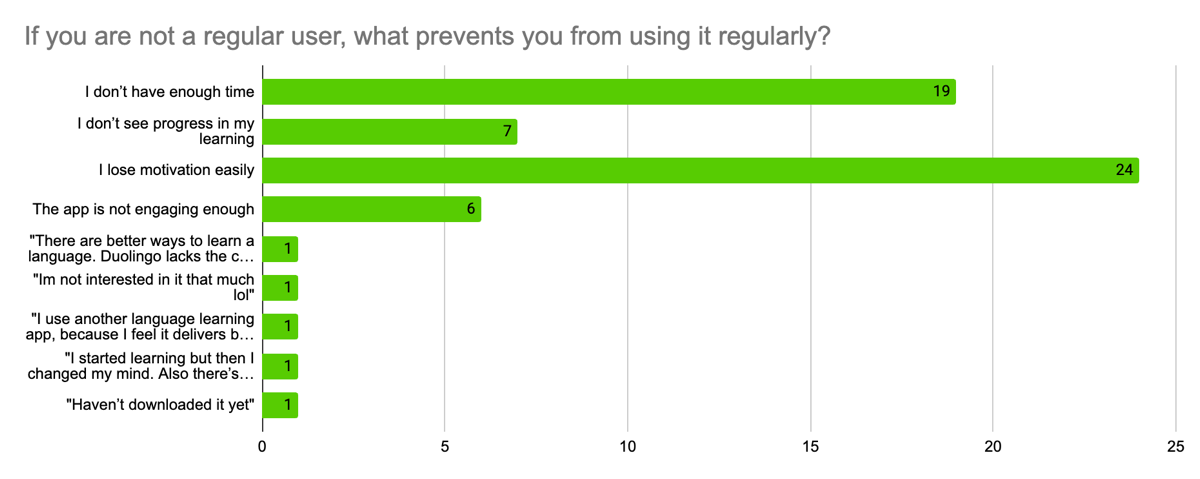 If you are not a regular user, what prevents you from using it regularly?
I don’t have enough time
19
I don’t see progress in my
learning
7
I lose motivation easily
24
The app is not engaging enough
6
"There are better ways to learn a
language. Duolingo lacks the c…
1
"Im not interested in it that much
lol"
1
"I use another language learning
app, because I feel it delivers b…
1
"I started learning but then I
changed my mind. Also there’s…
1
"Haven’t downloaded it yet"
1
0 5 10 15 20 25